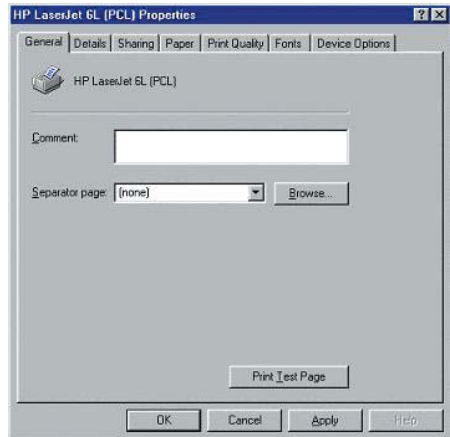 HP LaserJet 6L (PCL) Properties
General Details Sharing Paper Print Quality Fonts Device Options
HP LaserJet 6L (PCL)
Comment:
Separator page: (none) Browse...
Print Test Page
OK Cancel Apply Help